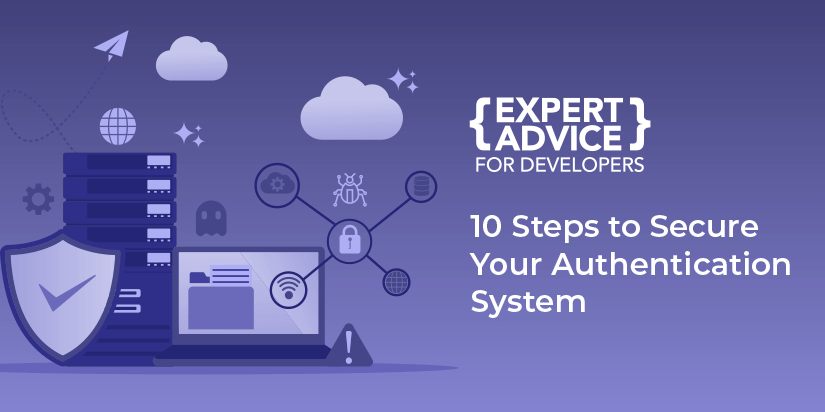 {EXPERT
ADVICE}
FOR DEVELOPERS
10 Steps to Secure
Your Authentication
System